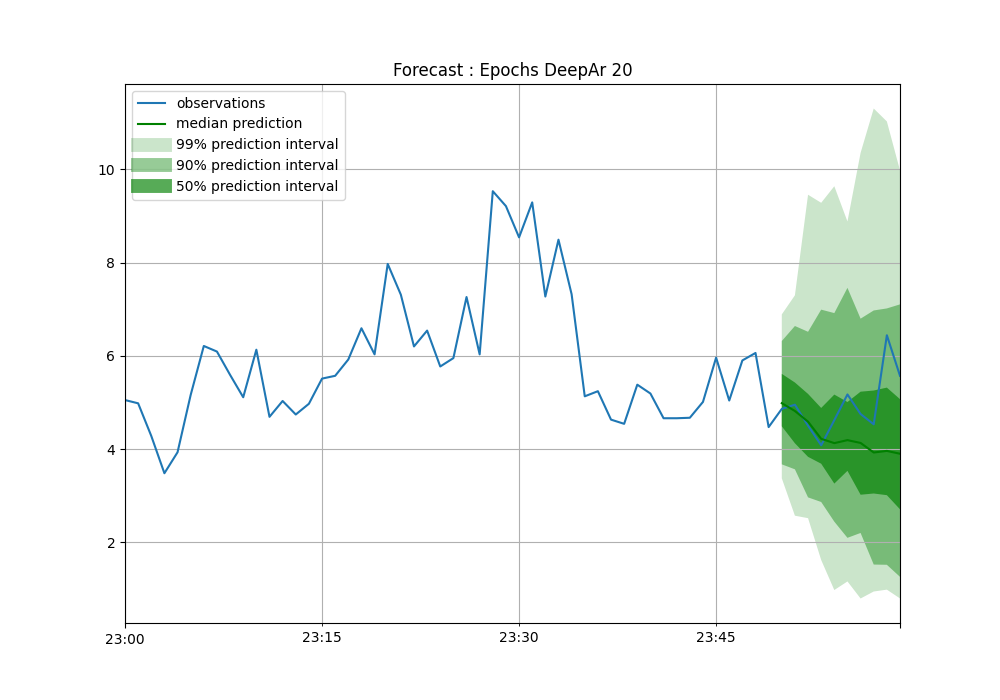 Forecast : Epochs DeepAr 20
observations
median prediction
99% prediction interval
90% prediction interval
50% prediction interval
10
8
6
4
2
23:00
23:15
23:30
23:45